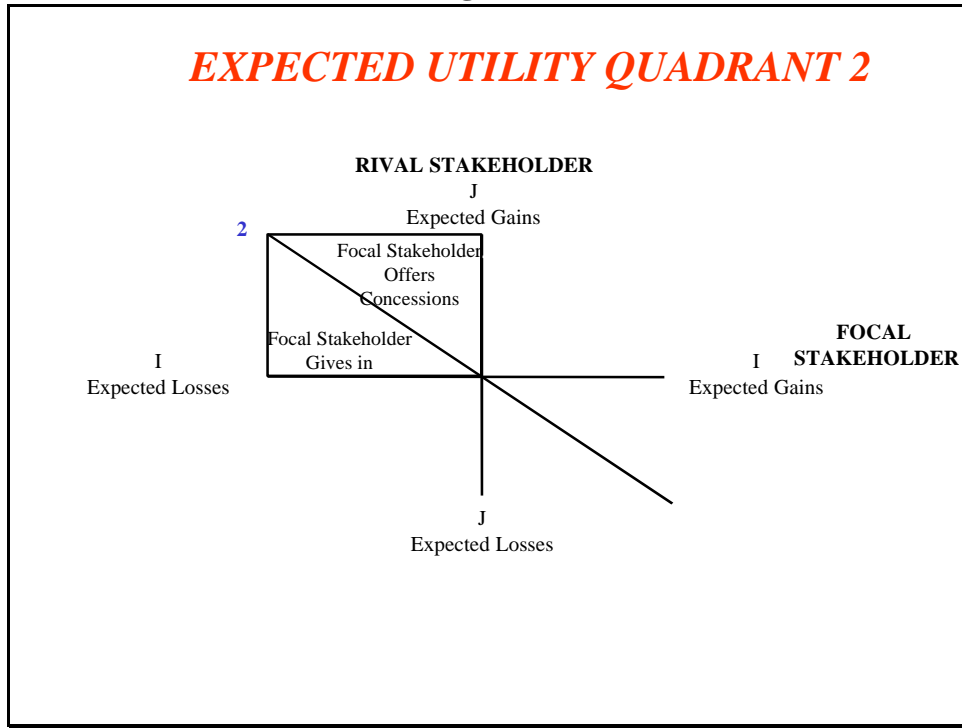 EXPECTED UTILITY QUADRANT 2
RIVAL STAKEHOLDER
J
Expected Gains
2
Focal Stakeholder
Offers
Concessions
Focal Stakeholder
Gives in
I
Expected Losses
FOCAL
STAKEHOLDER
I
Expected Gains
J
Expected Losses